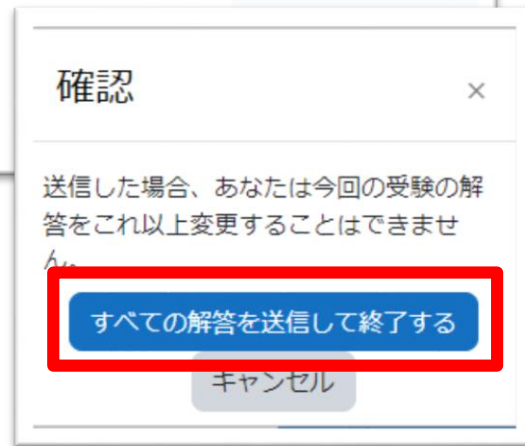 確認
×
送信した場合、あなたは今回の受験の解
答をこれ以上変更することはできませ
ん。
すべての解答を送信して終了する
キャンセル